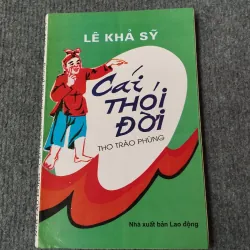 LÊ KHẢ SỸ
Cái
THÓI
ĐỜI
THƠ TRÀO PHÚNG
Nhà xuất bản Lao động